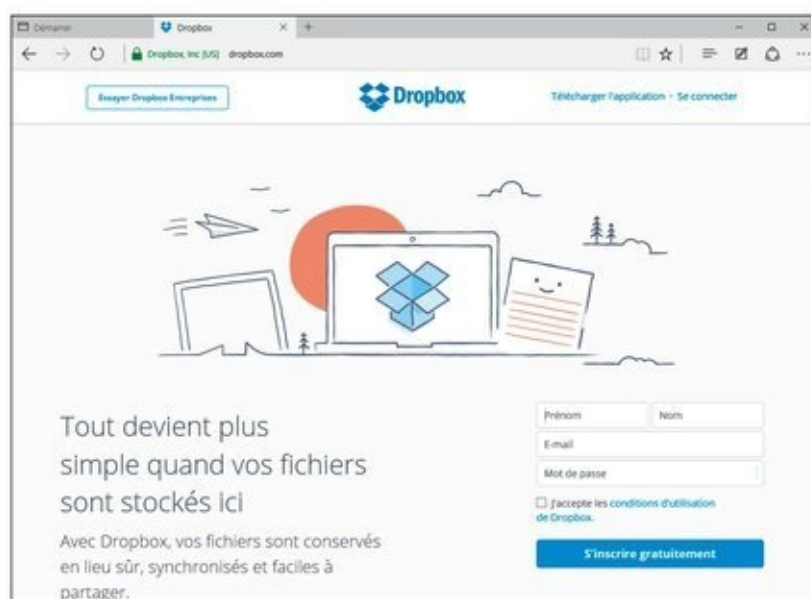 Démarrer Dropbox
Dropbox, Inc [US] dropbox.com
Essayer Dropbox Entreprises Dropbox Télécharger l'application Se connecter
Tout devient plus
simple quand vos fichiers
sont stockés ici
Avec Dropbox, vos fichiers sont conservés
en lieu sûr, synchronisés et faciles à
partager.
Prénom Nom
E-mail
Mot de passe
J'accepte les conditions d'utilisation
de Dropbox.
S'inscrire gratuitement